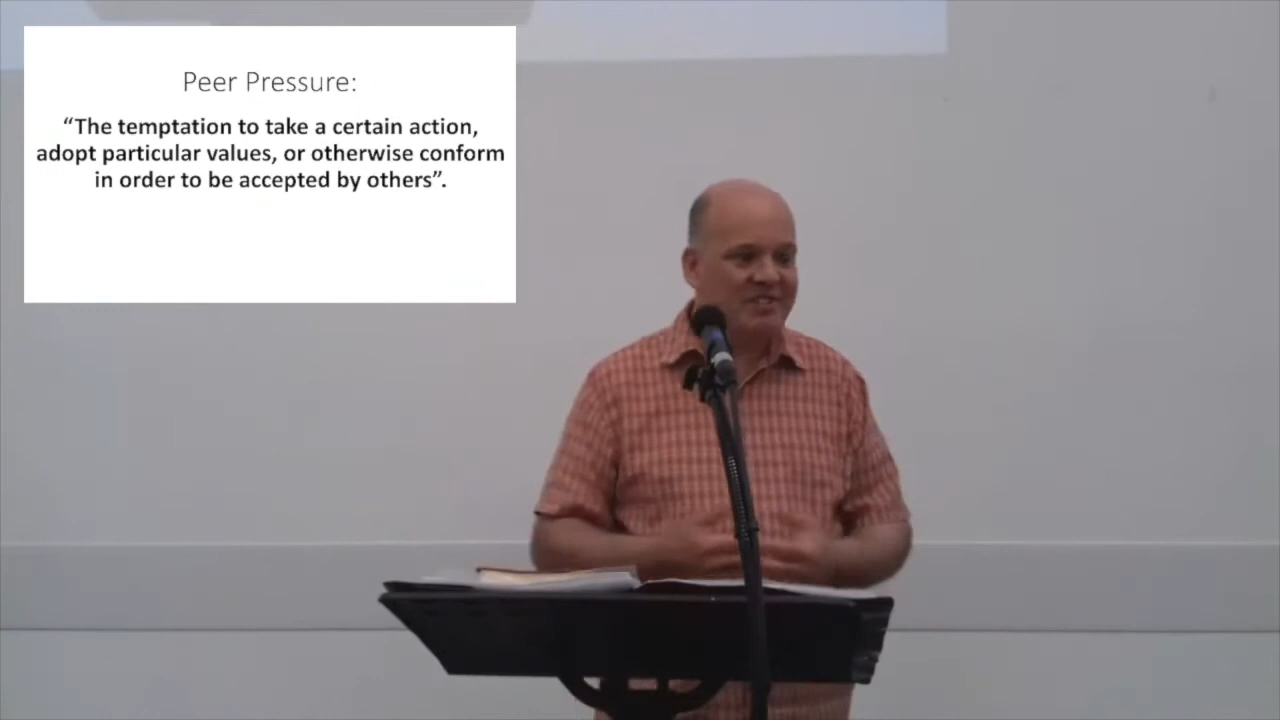 Peer Pressure:
“The temptation to take a certain action,
adopt particular values, or otherwise conform
in order to be accepted by others”.